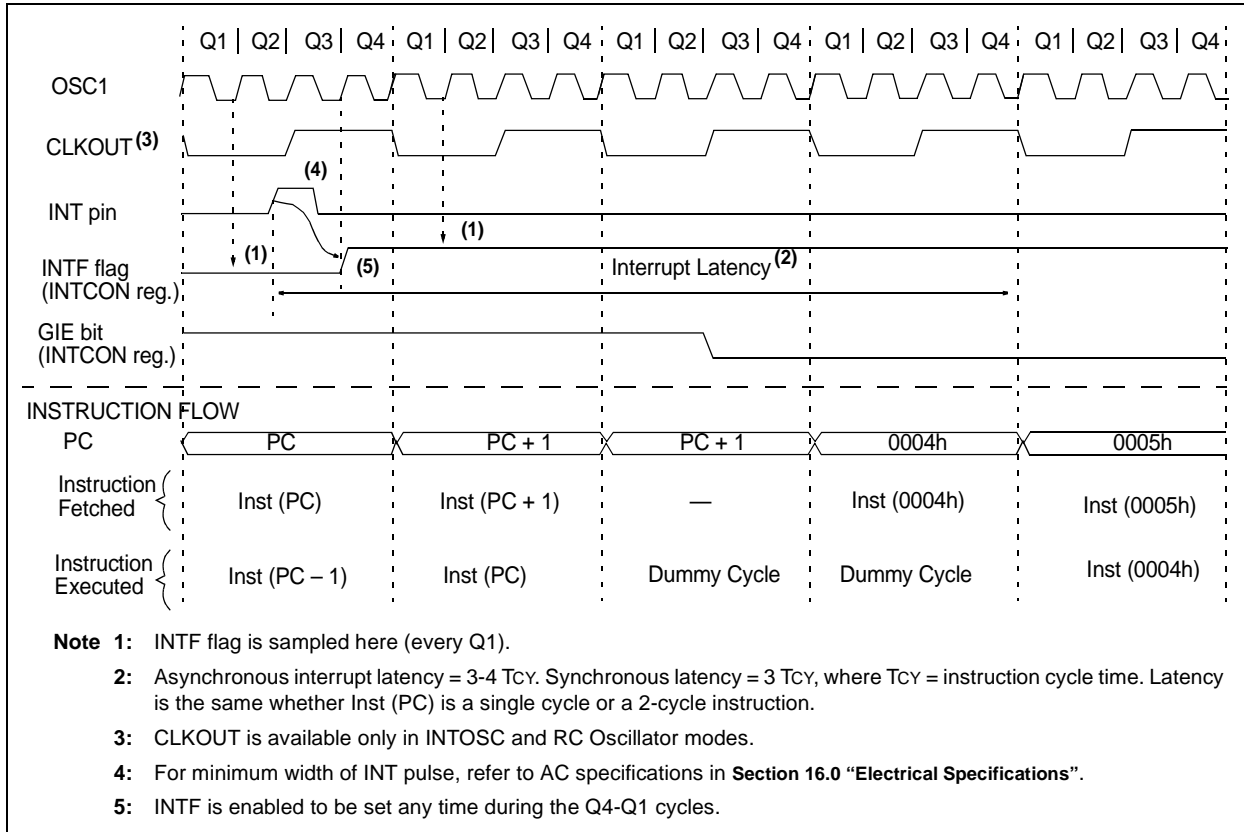 Q1 Q2 Q3 Q4 Q1 Q2 Q3 Q4 Q1 Q2 Q3 Q4 Q1 Q2 Q3 Q4 Q1 Q2 Q3 Q4
OSC1
CLKOUT (3)
(4)
INT pin
(1) (1)
INTF flag
(INTCON reg.)
(5)
Interrupt Latency (2)
GIE bit
(INTCON reg.)
INSTRUCTION FLOW
PC PC PC + 1 PC + 1 0004h 0005h
Instruction
Fetched
Inst (PC) Inst (PC + 1) — Inst (0004h) Inst (0005h)
Instruction
Executed
Inst (PC – 1) Inst (PC) Dummy Cycle Dummy Cycle Inst (0004h)
Note 1: INTF flag is sampled here (every Q1).
2: Asynchronous interrupt latency = 3-4 TCY. Synchronous latency = 3 TCY, where TCY = instruction cycle time. Latency
is the same whether Inst (PC) is a single cycle or a 2-cycle instruction.
3: CLKOUT is available only in INTOSC and RC Oscillator modes.
4: For minimum width of INT pulse, refer to AC specifications in Section 16.0 “Electrical Specifications”.
5: INTF is enabled to be set any time during the Q4-Q1 cycles.